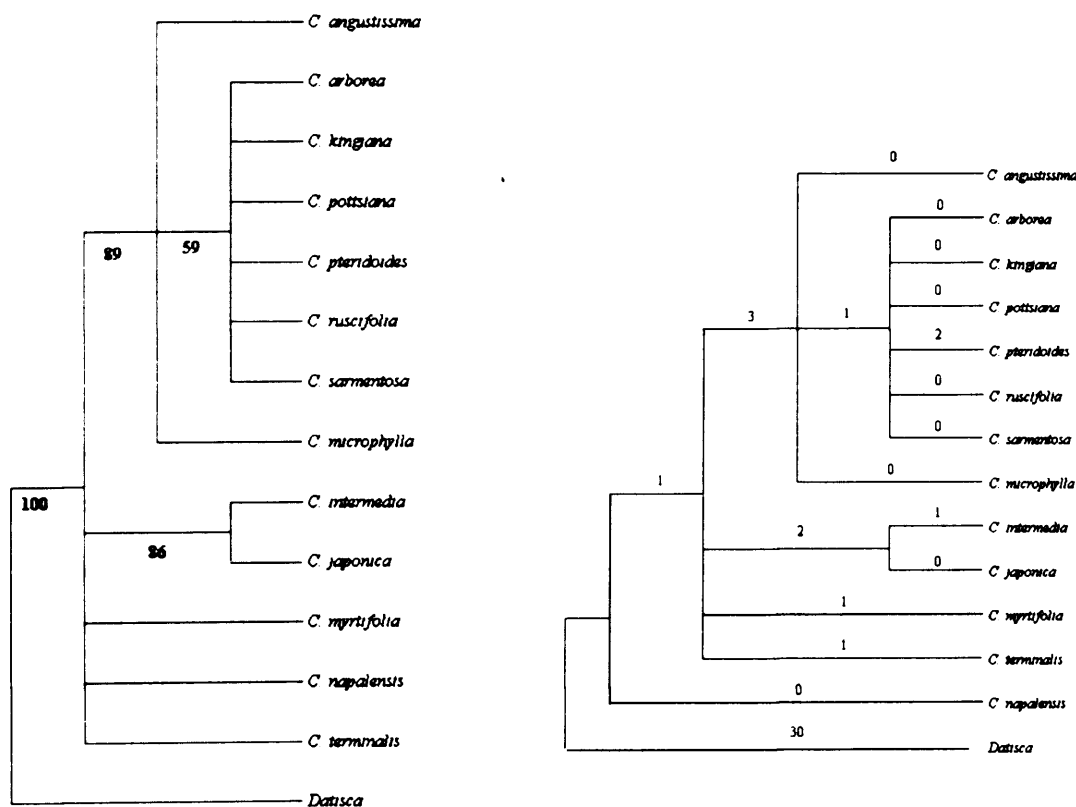 C. angustissima
C. arborea
C. kingiana
C. pottsiana
89
59
C. pteridoides
C. ruscifolia
C. sarmentosa
C. microphylla
100
C. intermedia
86
C. japonica
C. myrtifolia
C. napalensis
C. terminalis
Datisca
0
C. angustissima
0
C. arborea
0
C. kingiana
0
C. pottsiana
3
1
2
C. pteridoides
0
C. ruscifolia
0
C. sarmentosa
0
C. microphylla
1
1
C. intermedia
2
0
C. japonica
1
C. myrtifolia
1
C. terminalis
0
C. napalensis
30
Datisca